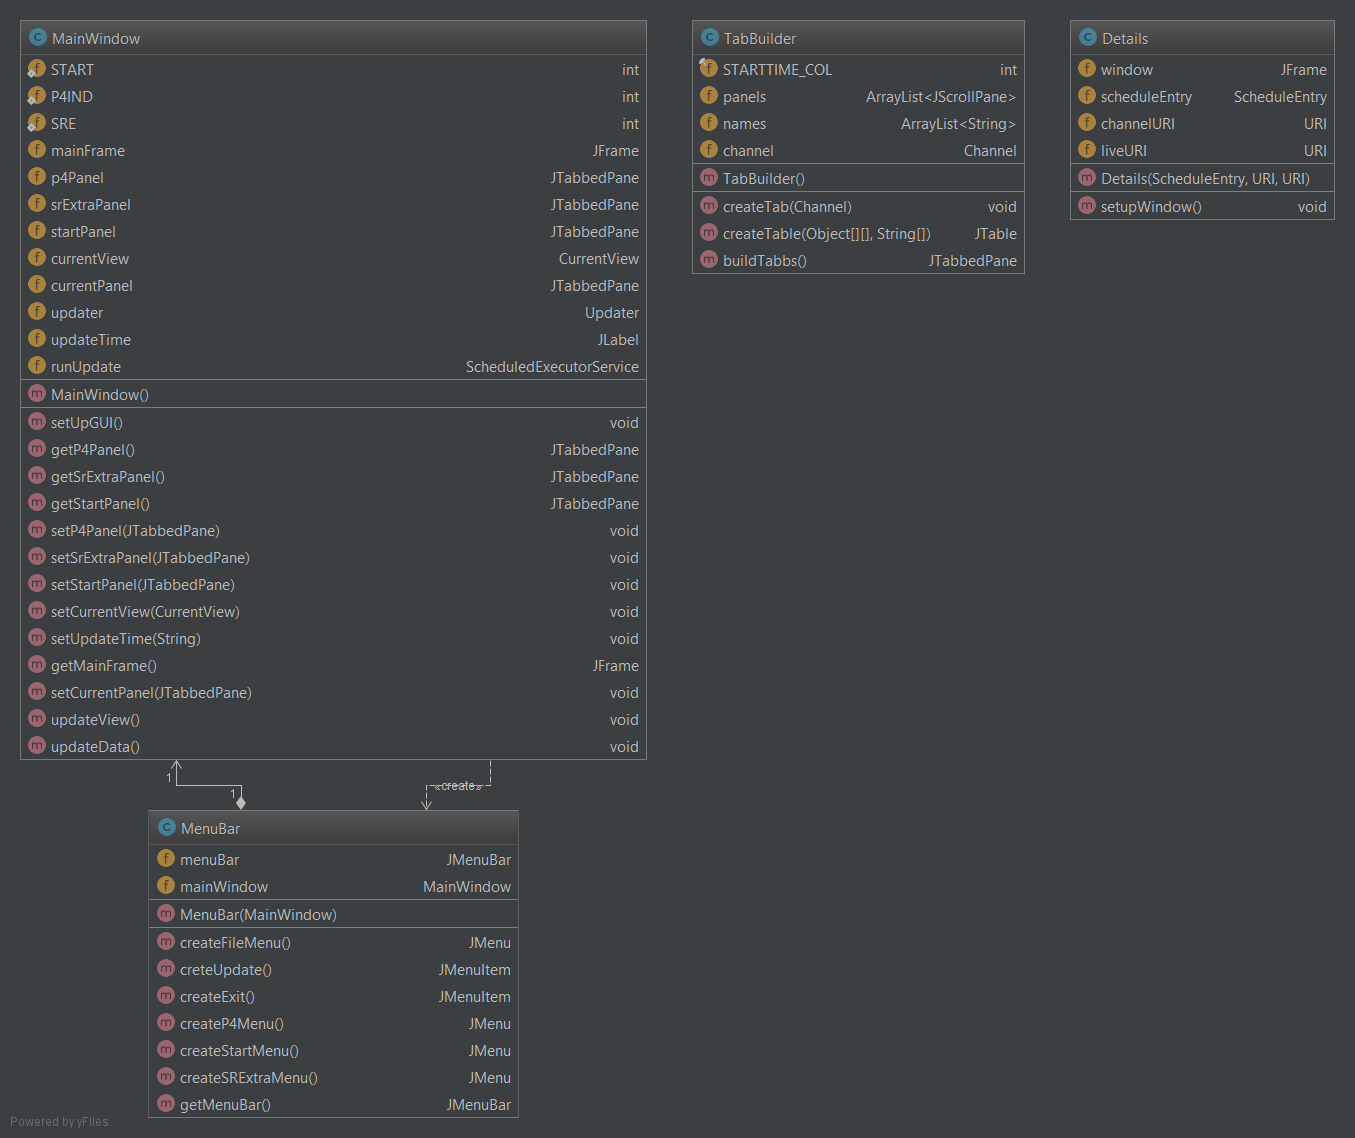 MainWindow
START int
P4IND int
SRE int
mainFrame JFrame
p4Panel JTabbedPane
srExtraPanel JTabbedPane
startPanel JTabbedPane
currentView CurrentView
currentPanel JTabbedPane
updater Updater
updateTime JLabel
runUpdate ScheduledExecutorService
MainWindow()
setUpGUI() void
getP4Panel() JTabbedPane
getSrExtraPanel() JTabbedPane
getStartPanel() JTabbedPane
setP4Panel(JTabbedPane) void
setSrExtraPanel(JTabbedPane) void
setStartPanel(JTabbedPane) void
setCurrentView(CurrentView) void
setUpdateTime(String) void
getMainFrame() JFrame
setCurrentPanel(JTabbedPane) void
updateView() void
updateData() void
1
1
«create»
MenuBar
menuBar JMenuBar
mainWindow MainWindow
MenuBar(MainWindow)
createFileMenu() JMenu
creteUpdate() JMenuItem
createExit() JMenuItem
createP4Menu() JMenu
createStartMenu() JMenu
createSRExtraMenu() JMenu
getMenuBar() JMenuBar
TabBuilder
STARTTIME_COL int
panels ArrayList<JScrollPane>
names ArrayList<String>
channel Channel
TabBuilder()
createTab(Channel) void
createTable(Object[][], String[]) JTable
buildTabbs() JTabbedPane
Details
window JFrame
scheduleEntry ScheduleEntry
channelURI URI
liveURI URI
Details(ScheduleEntry, URI, URI)
setupWindow() void
Powered by yFiles